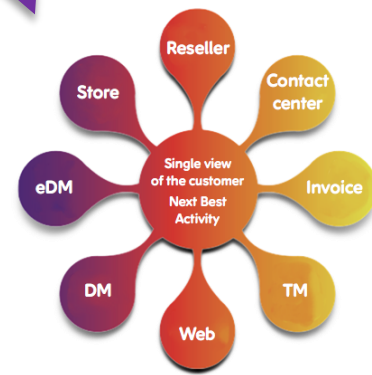 Reseller
Contact
center
Store
Single view
of the customer
Next Best
Activity
eDM
Invoice
DM
TM
Web